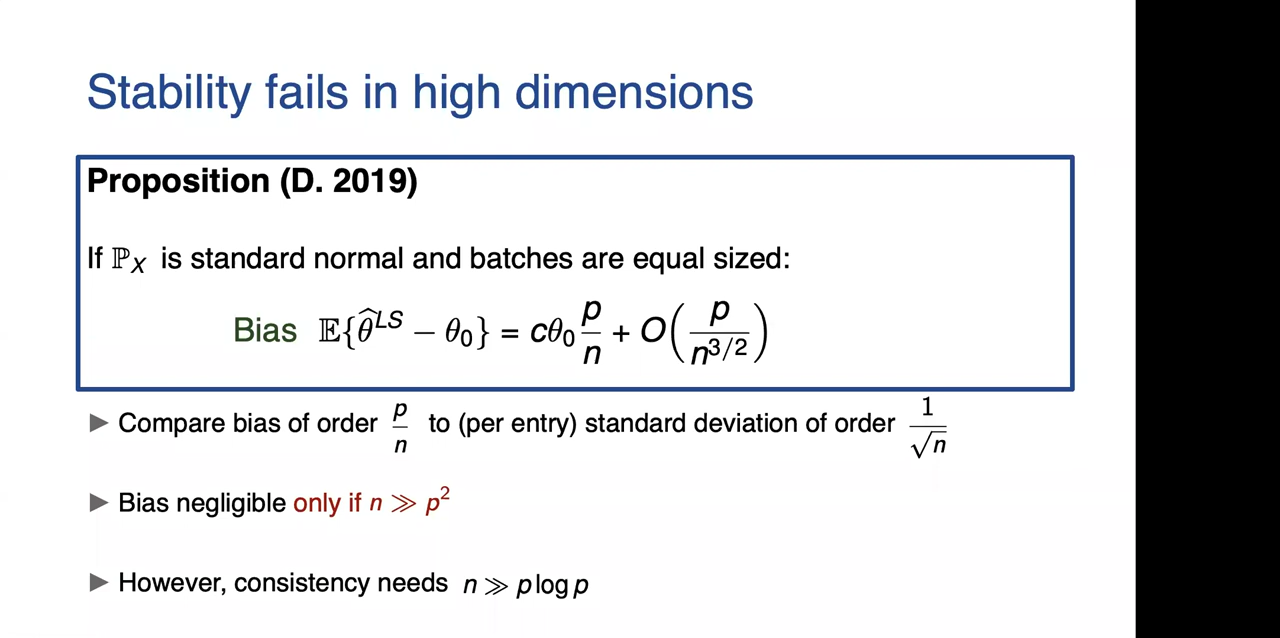 Stability fails in high dimensions
Proposition (D. 2019)
If ℙ_X is standard normal and batches are equal sized:
Bias 𝔼{θ̂^{LS} − θ₀} = cθ₀ p/n + O(p/n^{3/2})
▶ Compare bias of order p/n to (per entry) standard deviation of order 1/√n
▶ Bias negligible only if n ≫ p²
▶ However, consistency needs n ≫ p log p